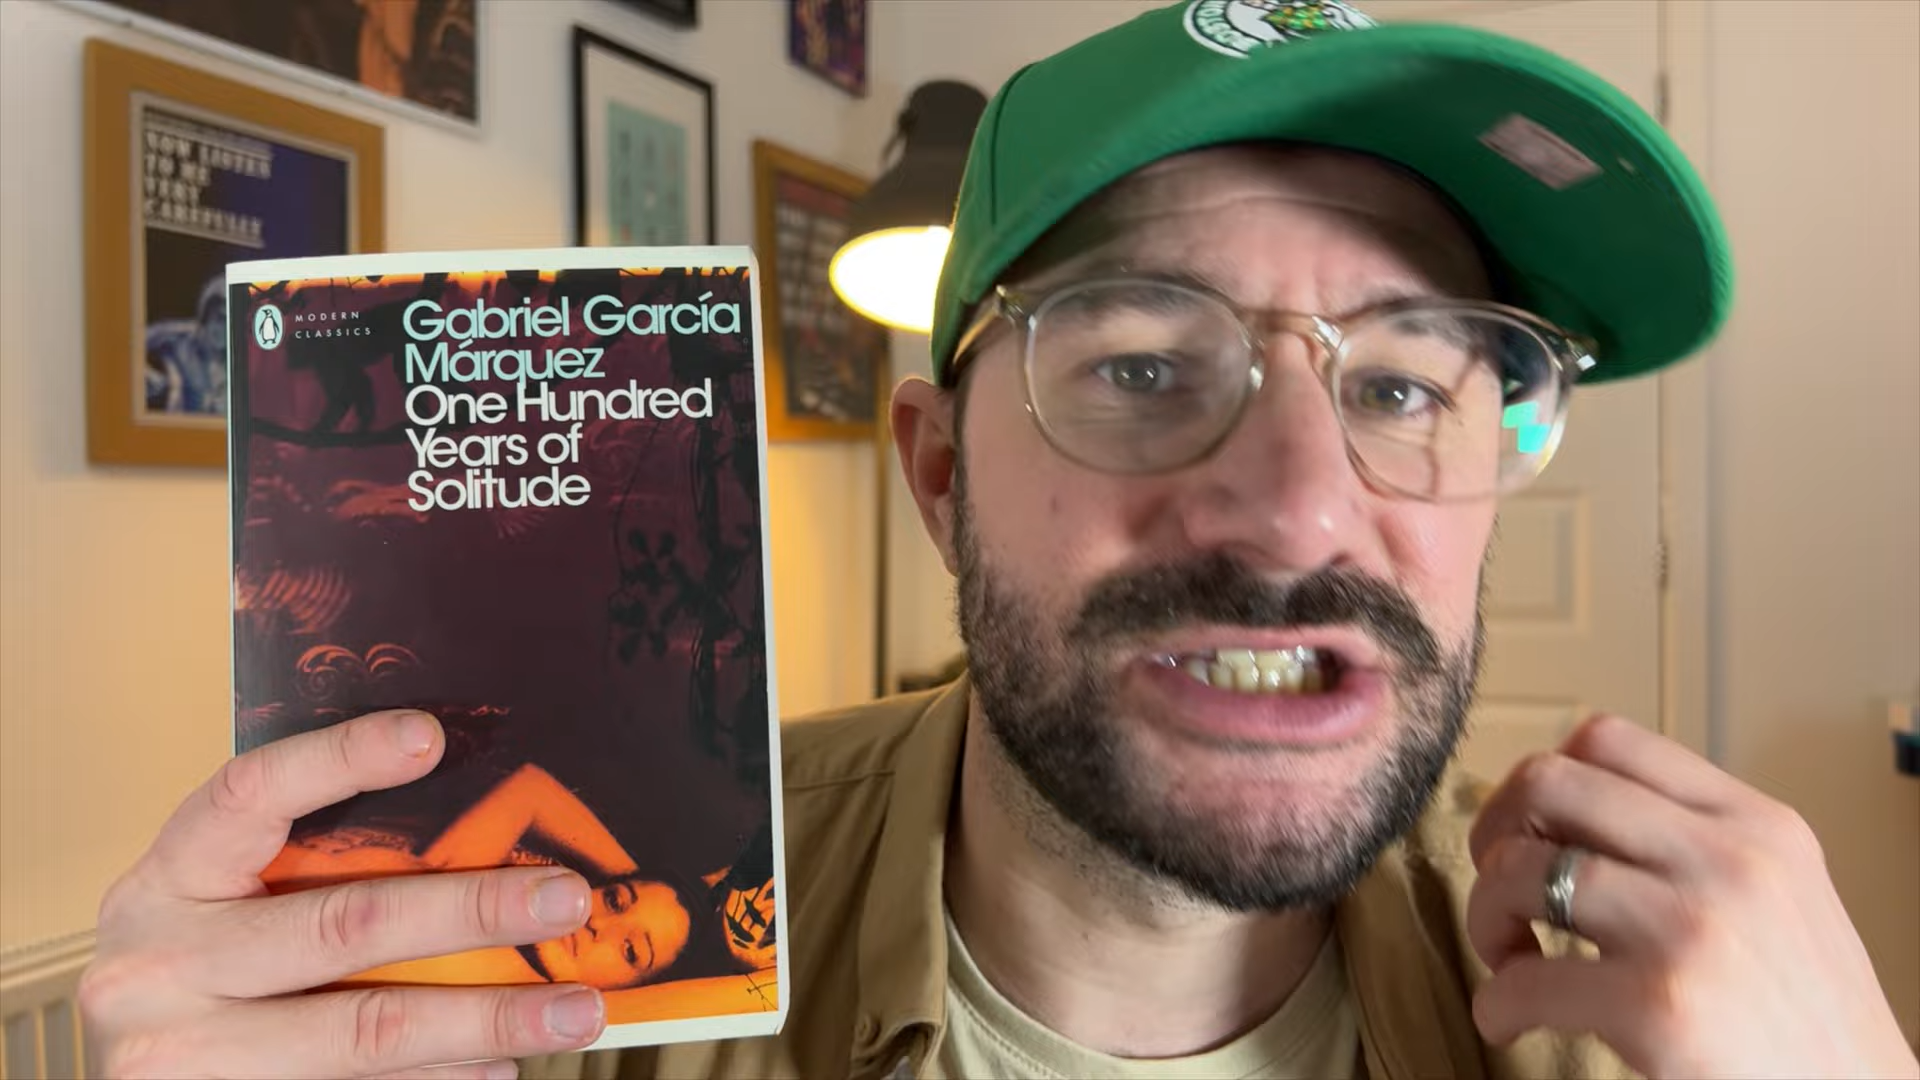 NOW LISTEN
TO ME
VERY
CAREFULLY
MODERN
CLASSICS
Gabriel García
Márquez
One Hundred
Years of
Solitude